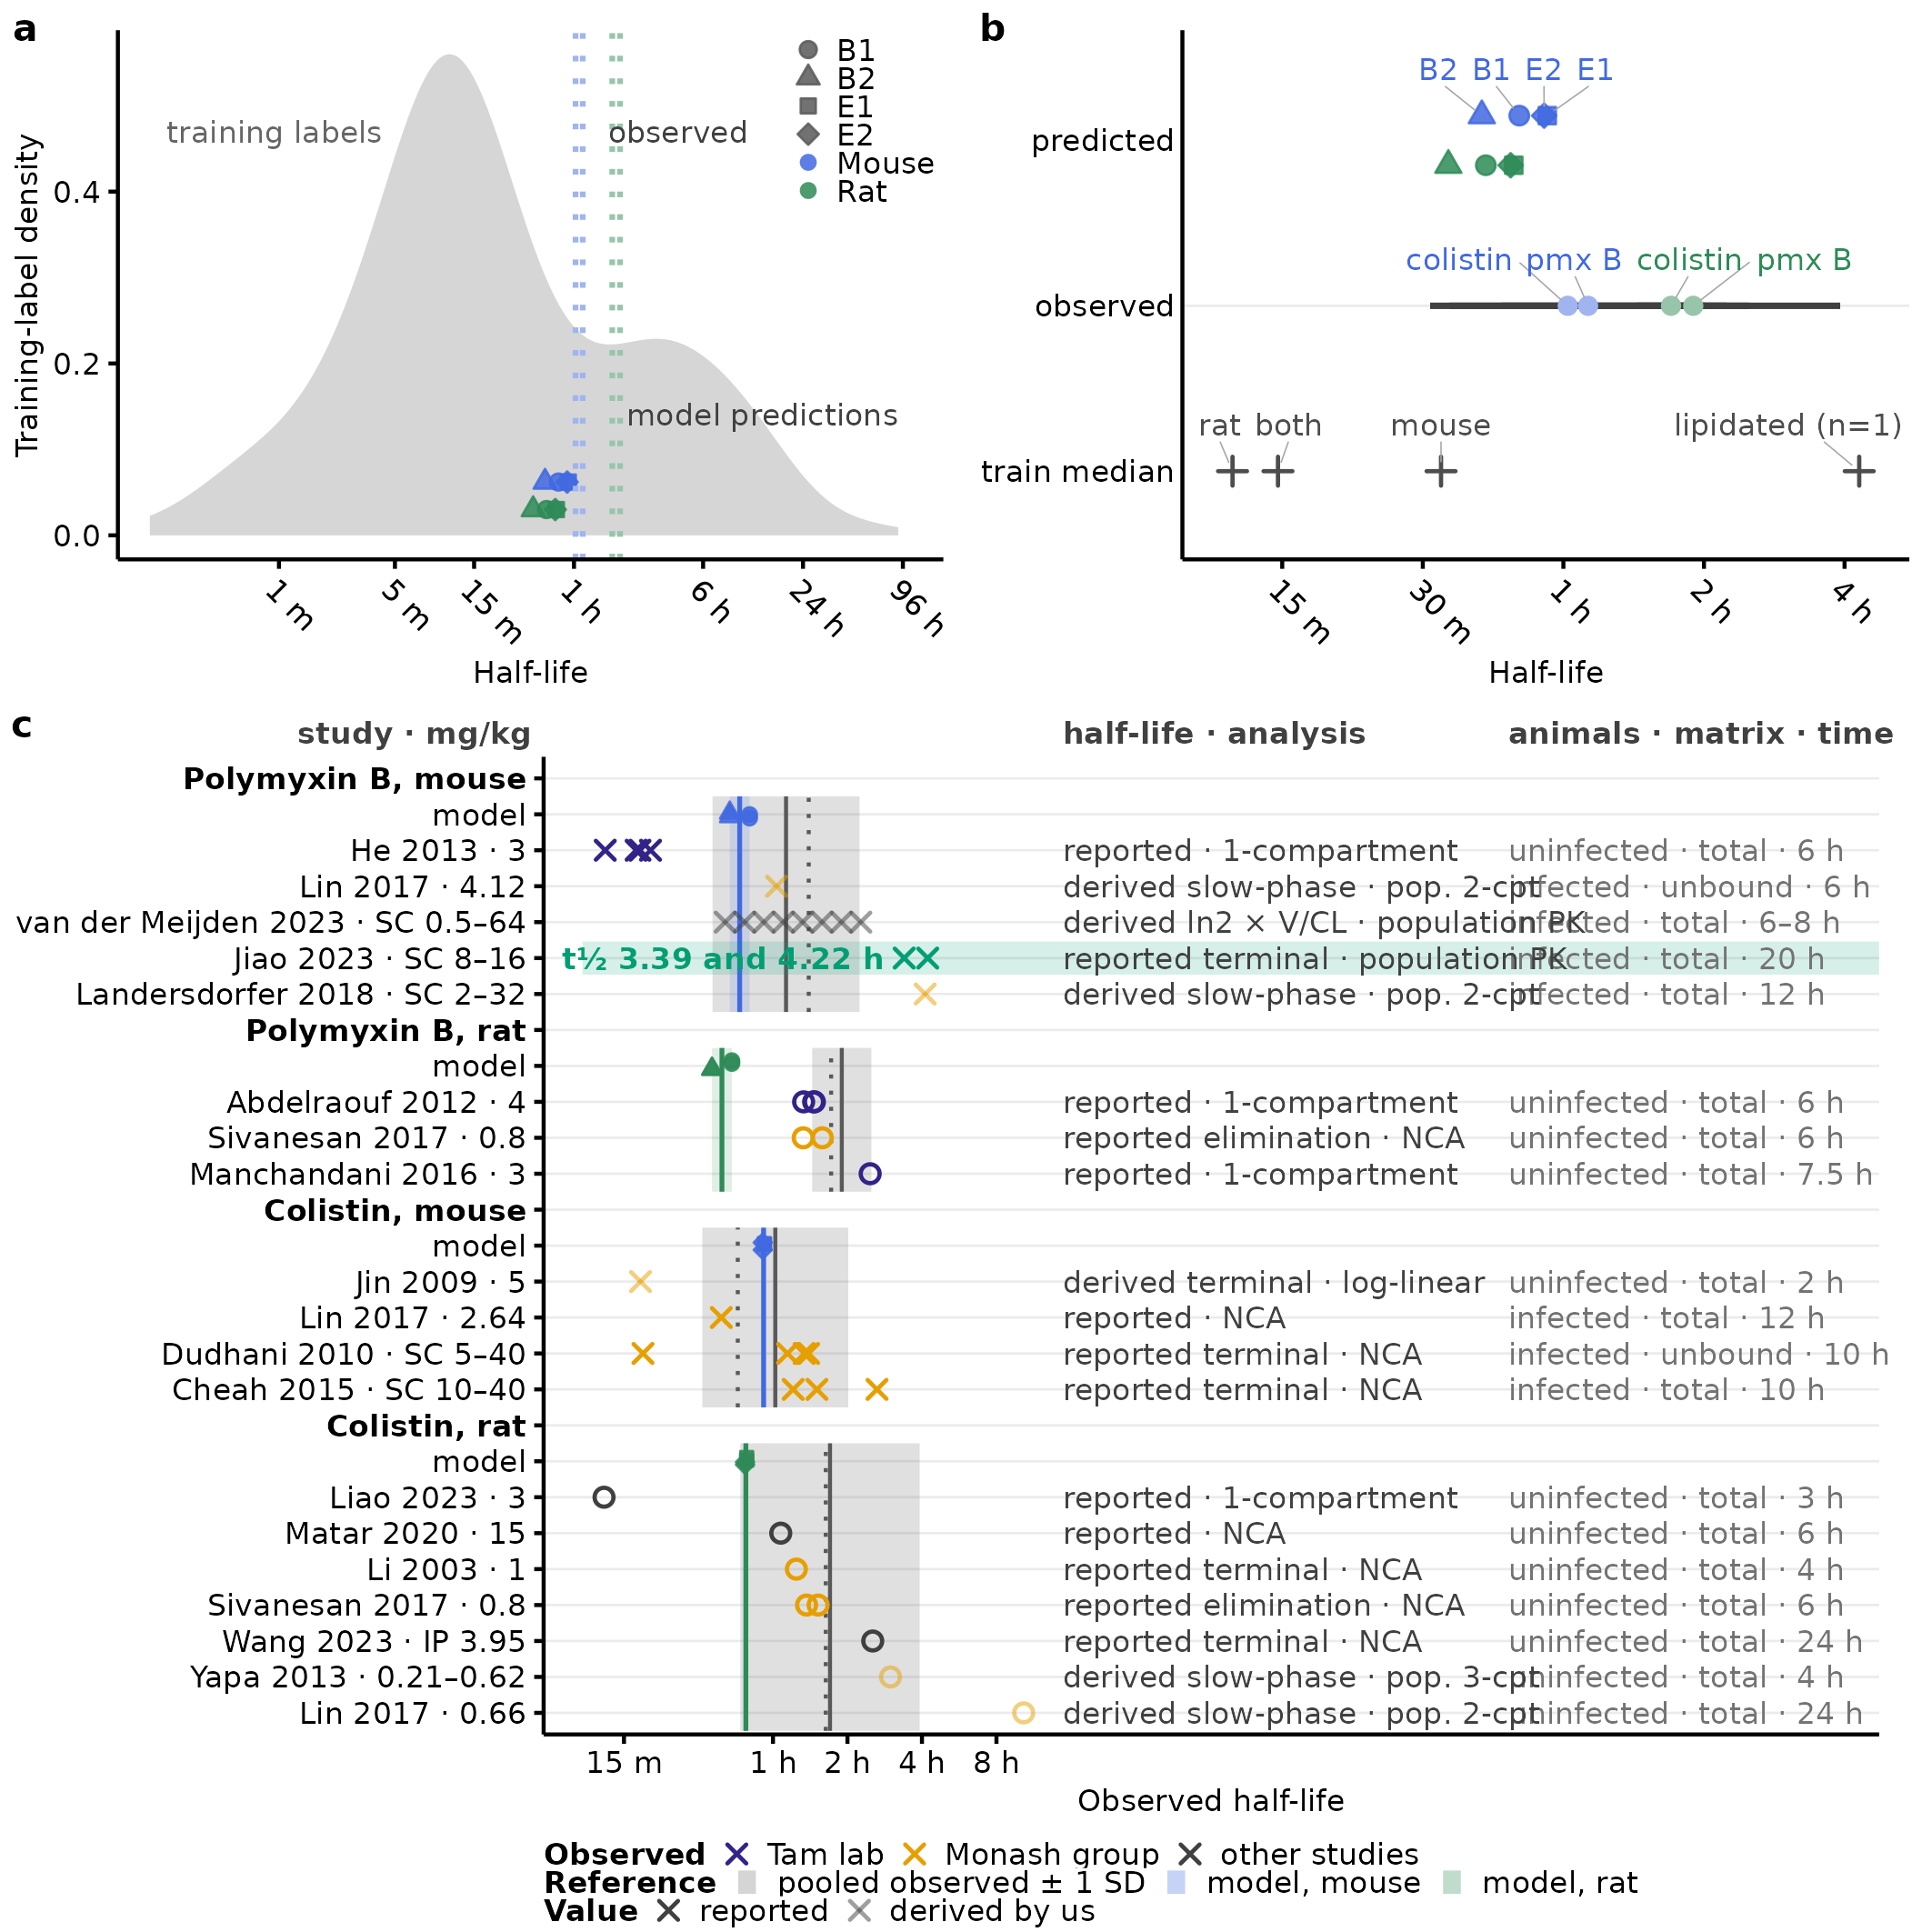 a
training labels
observed
model predictions
B1
B2
E1
E2
Mouse
Rat
Training-label density
0.4
0.2
0.0
1 m
5 m
15 m
1 h
6 h
24 h
96 h
Half-life
b
B2 B1 E2 E1
predicted
colistin pmx B colistin pmx B
observed
rat both mouse lipidated (n=1)
train median
15 m
30 m
1 h
2 h
4 h
Half-life
c
study · mg/kg half-life · analysis animals · matrix · time
Polymyxin B, mouse
model
He 2013 · 3 reported · 1-compartment uninfected · total · 6 h
Lin 2017 · 4.12 derived slow-phase · pop. 2-cpt infected · unbound · 6 h
van der Meijden 2023 · SC 0.5–64 derived ln2 × V/CL · population PK infected · total · 6–8 h
Jiao 2023 · SC 8–16 t½ 3.39 and 4.22 h reported terminal · population PK infected · total · 20 h
Landersdorfer 2018 · SC 2–32 derived slow-phase · pop. 2-cpt infected · total · 12 h
Polymyxin B, rat
model
Abdelraouf 2012 · 4 reported · 1-compartment uninfected · total · 6 h
Sivanesan 2017 · 0.8 reported elimination · NCA uninfected · total · 6 h
Manchandani 2016 · 3 reported · 1-compartment uninfected · total · 7.5 h
Colistin, mouse
model
Jin 2009 · 5 derived terminal · log-linear uninfected · total · 2 h
Lin 2017 · 2.64 reported · NCA infected · total · 12 h
Dudhani 2010 · SC 5–40 reported terminal · NCA infected · unbound · 10 h
Cheah 2015 · SC 10–40 reported terminal · NCA infected · total · 10 h
Colistin, rat
model
Liao 2023 · 3 reported · 1-compartment uninfected · total · 3 h
Matar 2020 · 15 reported · NCA uninfected · total · 6 h
Li 2003 · 1 reported terminal · NCA uninfected · total · 4 h
Sivanesan 2017 · 0.8 reported elimination · NCA uninfected · total · 6 h
Wang 2023 · IP 3.95 reported terminal · NCA uninfected · total · 24 h
Yapa 2013 · 0.21–0.62 derived slow-phase · pop. 3-cpt uninfected · total · 4 h
Lin 2017 · 0.66 derived slow-phase · pop. 2-cpt uninfected · total · 24 h
15 m 1 h 2 h 4 h 8 h
Observed half-life
Observed Tam lab Monash group other studies
Reference pooled observed ± 1 SD model, mouse model, rat
Value reported derived by us